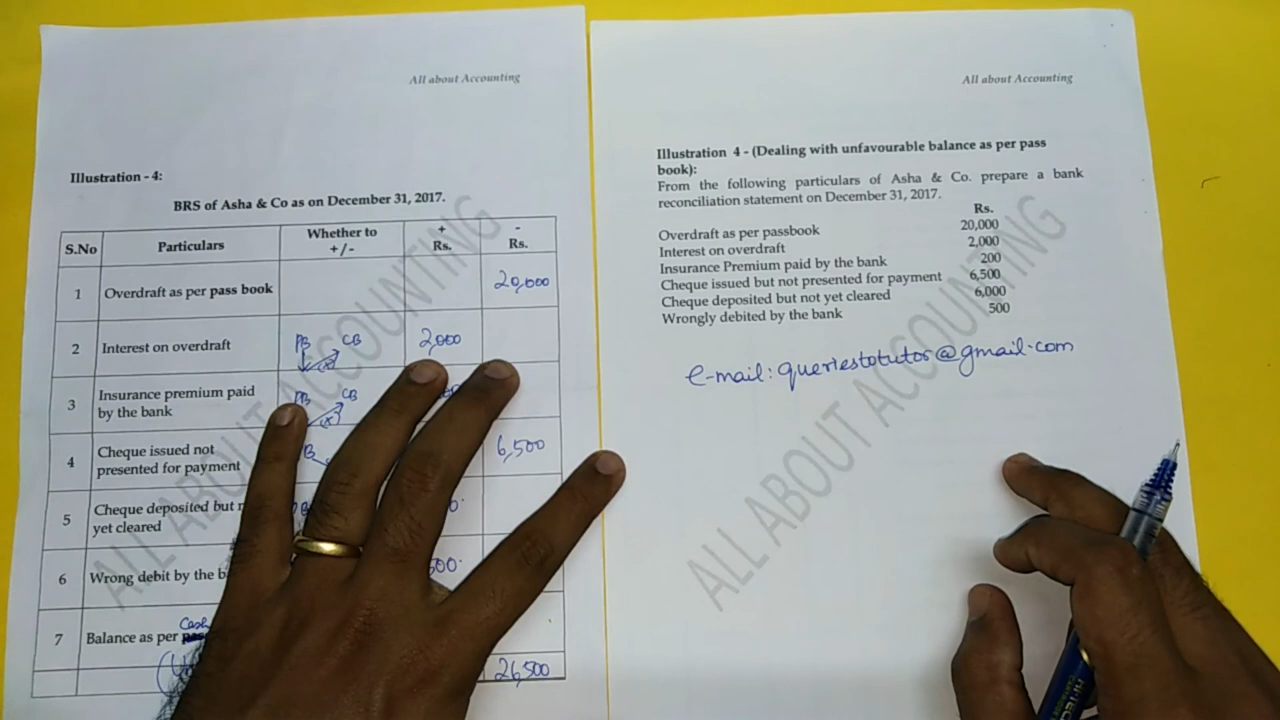 All about Accounting
Illustration - 4:
BRS of Asha & Co as on December 31, 2017.
S.No Particulars Whether to +/- + Rs. - Rs.
1 Overdraft as per pass book 20,000
2 Interest on overdraft PB CB 2,000
3 Insurance premium paid by the bank PB CB
4 Cheque issued not presented for payment 6,500
5 Cheque deposited but yet cleared
6 Wrong debit by the
7 Balance as per Cash
26,500
ALL ABOUT ACCOUNTING
All about Accounting
Illustration 4 - (Dealing with unfavourable balance as per pass
book):
From the following particulars of Asha & Co. prepare a bank
reconciliation statement on December 31, 2017.
Rs.
Overdraft as per passbook 20,000
Interest on overdraft 2,000
Insurance Premium paid by the bank 200
Cheque issued but not presented for payment 6,500
Cheque deposited but not yet cleared 6,000
Wrongly debited by the bank 500
e-mail: queriestotutor@gmail.com
ALL ABOUT ACCOUNTING